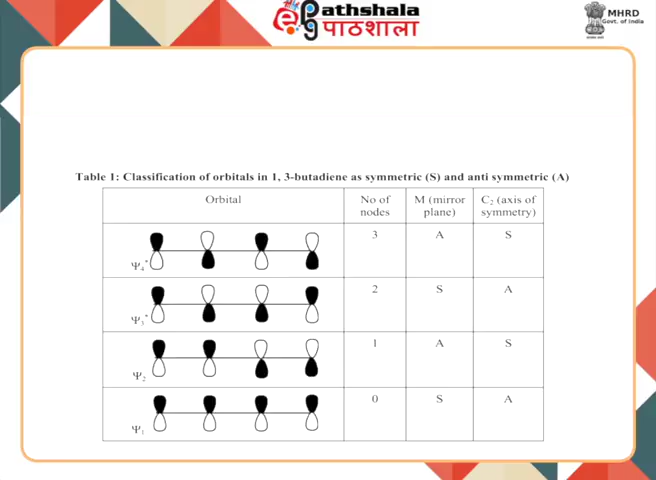 ePathshala
पाठशाला
MHRD
Govt. of India
Table 1: Classification of orbitals in 1, 3-butadiene as symmetric (S) and anti symmetric (A)
Orbital No of nodes M (mirror plane) C₂ (axis of symmetry)
Ψ₄* 3 A S
Ψ₃* 2 S A
Ψ₂ 1 A S
Ψ₁ 0 S A